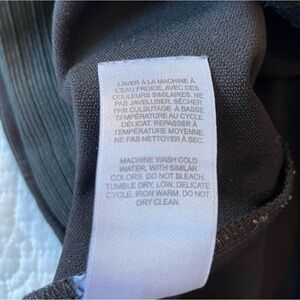 LAVER À LA MACHINE À
L'EAU FROIDE, AVEC DES
COULEURS SIMILAIRES. NE
PAS JAVELLISER. SÉCHER
PAR CULBUTAGE À BASSE
TEMPÉRATURE AU CYCLE
DÉLICAT. REPASSER À
TEMPÉRATURE MOYENNE.
NE PAS NETTOYER À SEC.
MACHINE WASH COLD
WATER, WITH SIMILAR
COLORS. DO NOT BLEACH.
TUMBLE DRY, LOW, DELICATE
CYCLE. IRON WARM. DO NOT
DRY CLEAN.